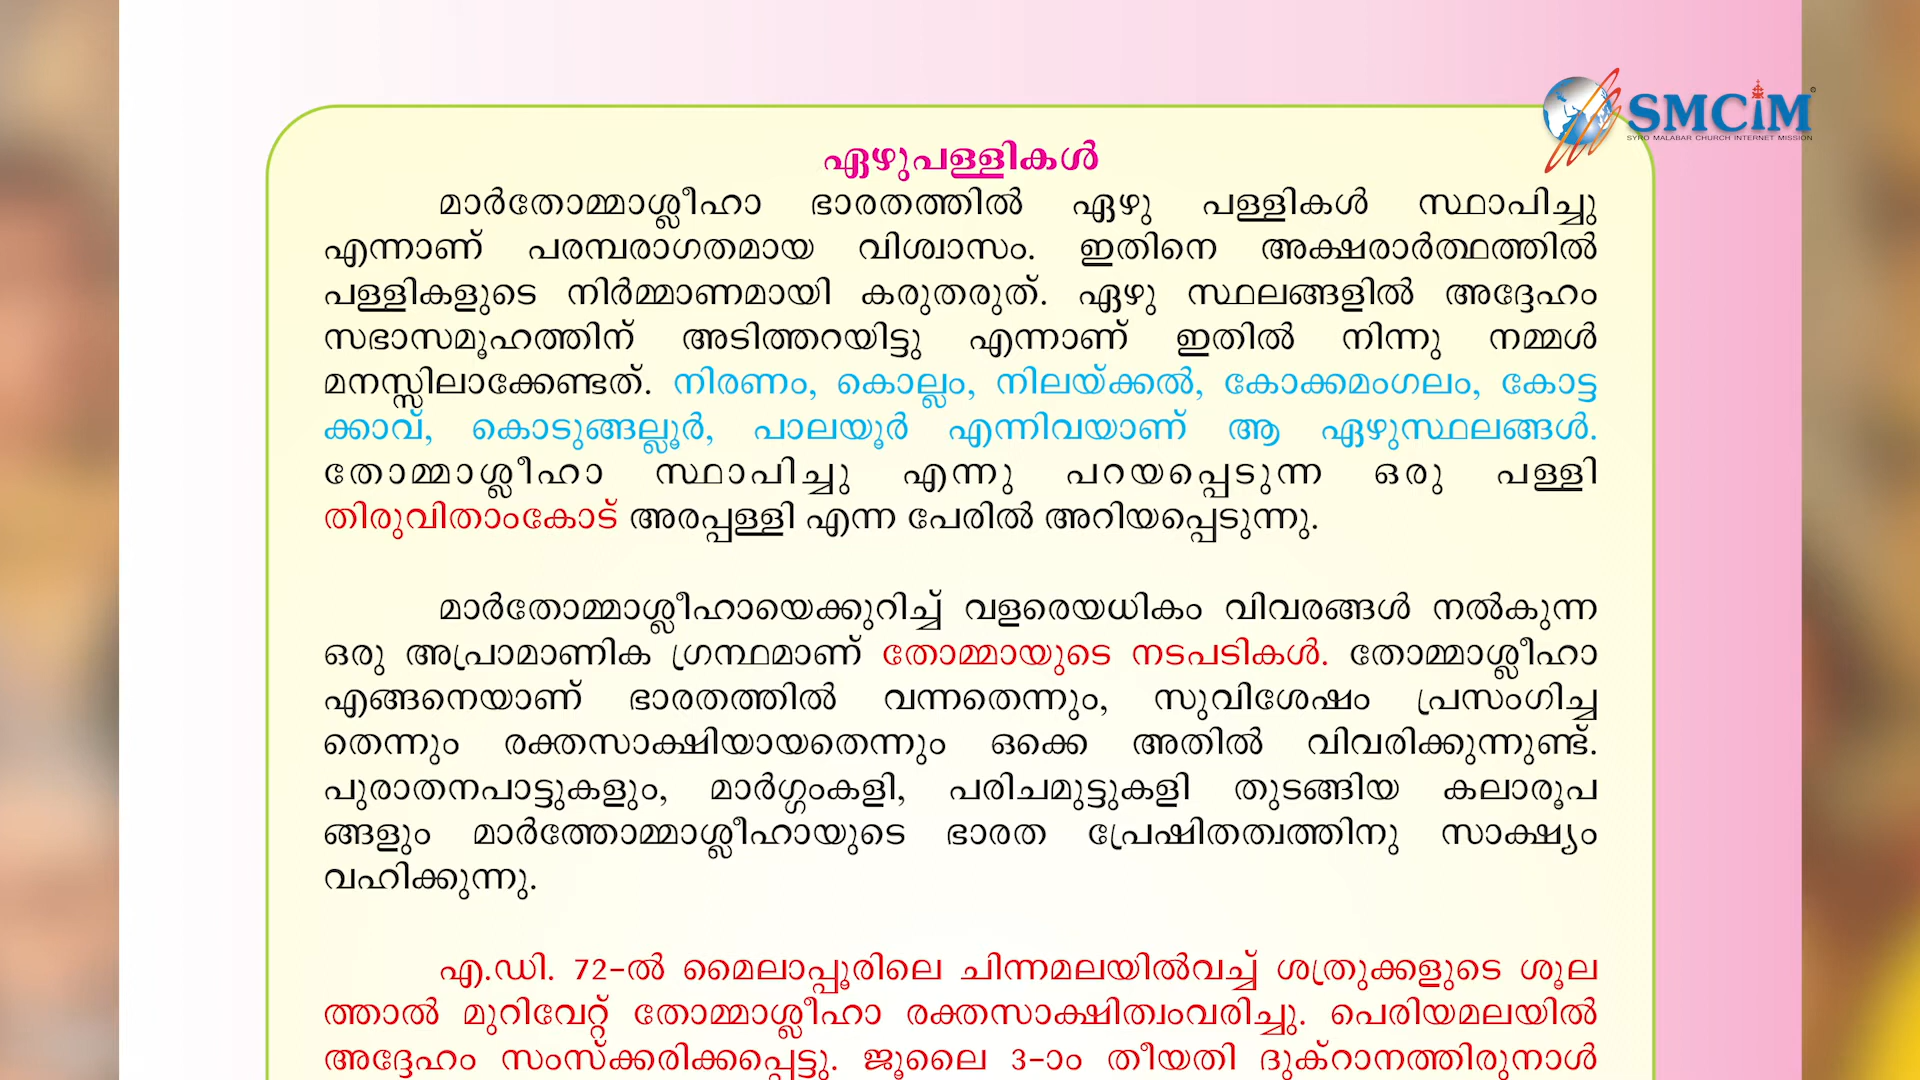 SMCIM
SYRO MALABAR CHURCH INTERNET MISSION
ഏഴുപള്ളികൾ
മാർതോമ്മാശ്ലീഹാ ഭാരതത്തിൽ ഏഴു പള്ളികൾ സ്ഥാപിച്ചു
എന്നാണ് പരമ്പരാഗതമായ വിശ്വാസം. ഇതിനെ അക്ഷരാർത്ഥത്തിൽ
പള്ളികളുടെ നിർമ്മാണമായി കരുതരുത്. ഏഴു സ്ഥലങ്ങളിൽ അദ്ദേഹം
സഭാസമൂഹത്തിന് അടിത്തറയിട്ടു എന്നാണ് ഇതിൽ നിന്നു നമ്മൾ
മനസ്സിലാക്കേണ്ടത്. നിരണം, കൊല്ലം, നിലയ്ക്കൽ, കോക്കമംഗലം, കോട്ട
ക്കാവ്, കൊടുങ്ങല്ലൂർ, പാലയൂർ എന്നിവയാണ് ആ ഏഴുസ്ഥലങ്ങൾ.
തോമ്മാശ്ലീഹാ സ്ഥാപിച്ചു എന്നു പറയപ്പെടുന്ന ഒരു പള്ളി
തിരുവിതാംകോട് അരപ്പള്ളി എന്ന പേരിൽ അറിയപ്പെടുന്നു.
മാർതോമ്മാശ്ലീഹായെക്കുറിച്ച് വളരെയധികം വിവരങ്ങൾ നൽകുന്ന
ഒരു അപ്രാമാണിക ഗ്രന്ഥമാണ് തോമ്മായുടെ നടപടികൾ. തോമ്മാശ്ലീഹാ
എങ്ങനെയാണ് ഭാരതത്തിൽ വന്നതെന്നും, സുവിശേഷം പ്രസംഗിച്ച
തെന്നും രക്തസാക്ഷിയായതെന്നും ഒക്കെ അതിൽ വിവരിക്കുന്നുണ്ട്.
പുരാതനപാട്ടുകളും, മാർഗ്ഗംകളി, പരിചമുട്ടുകളി തുടങ്ങിയ കലാരൂപ
ങ്ങളും മാർത്തോമ്മാശ്ലീഹായുടെ ഭാരത പ്രേഷിതത്വത്തിനു സാക്ഷ്യം
വഹിക്കുന്നു.
എ.ഡി. 72-ൽ മൈലാപ്പൂരിലെ ചിന്നമലയിൽവച്ച് ശത്രുക്കളുടെ ശൂല
ത്താൽ മുറിവേറ്റ് തോമ്മാശ്ലീഹാ രക്തസാക്ഷിത്വംവരിച്ചു. പെരിയമലയിൽ
അദ്ദേഹം സംസ്ക്കരിക്കപ്പെട്ടു. ജൂലൈ 3-ാം തീയതി ദുക്റാനത്തിരുനാൾ